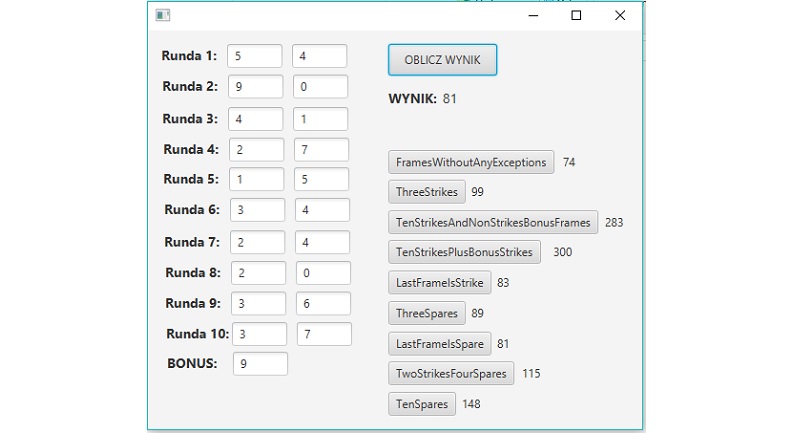 Runda 1: 5 4
Runda 2: 9 0
Runda 3: 4 1
Runda 4: 2 7
Runda 5: 1 5
Runda 6: 3 4
Runda 7: 2 4
Runda 8: 2 0
Runda 9: 3 6
Runda 10: 3 7
BONUS: 9
OBLICZ WYNIK
WYNIK: 81
FramesWithoutAnyExceptions 74
ThreeStrikes 99
TenStrikesAndNonStrikesBonusFrames 283
TenStrikesPlusBonusStrikes 300
LastFrameIsStrike 83
ThreeSpares 89
LastFrameIsSpare 81
TwoStrikesFourSpares 115
TenSpares 148